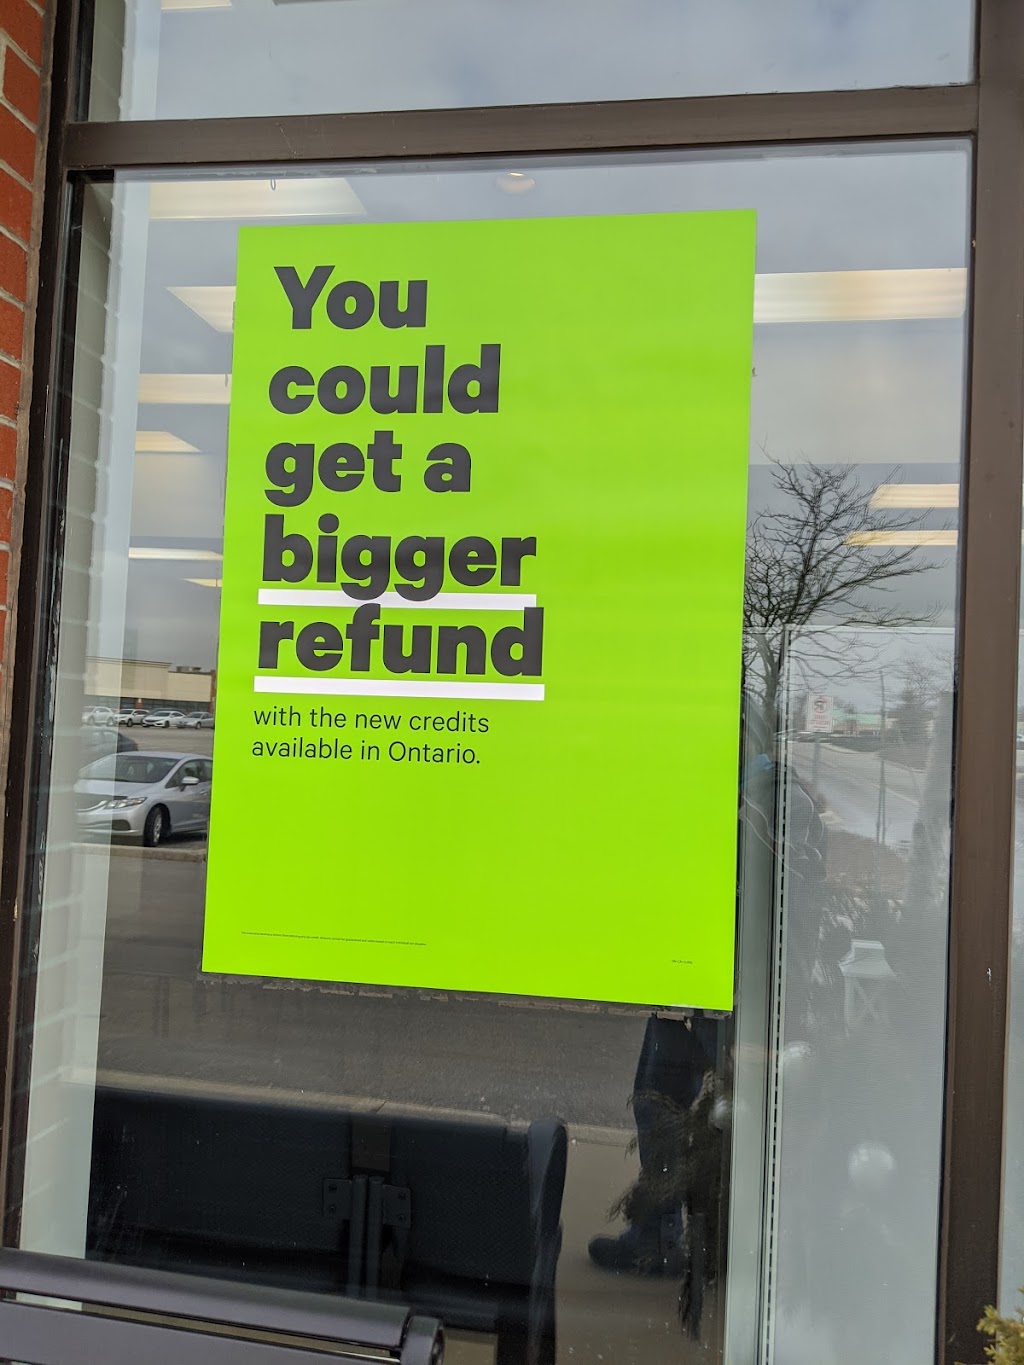 You
could
get a
bigger
refund
with the new credits
available in Ontario.